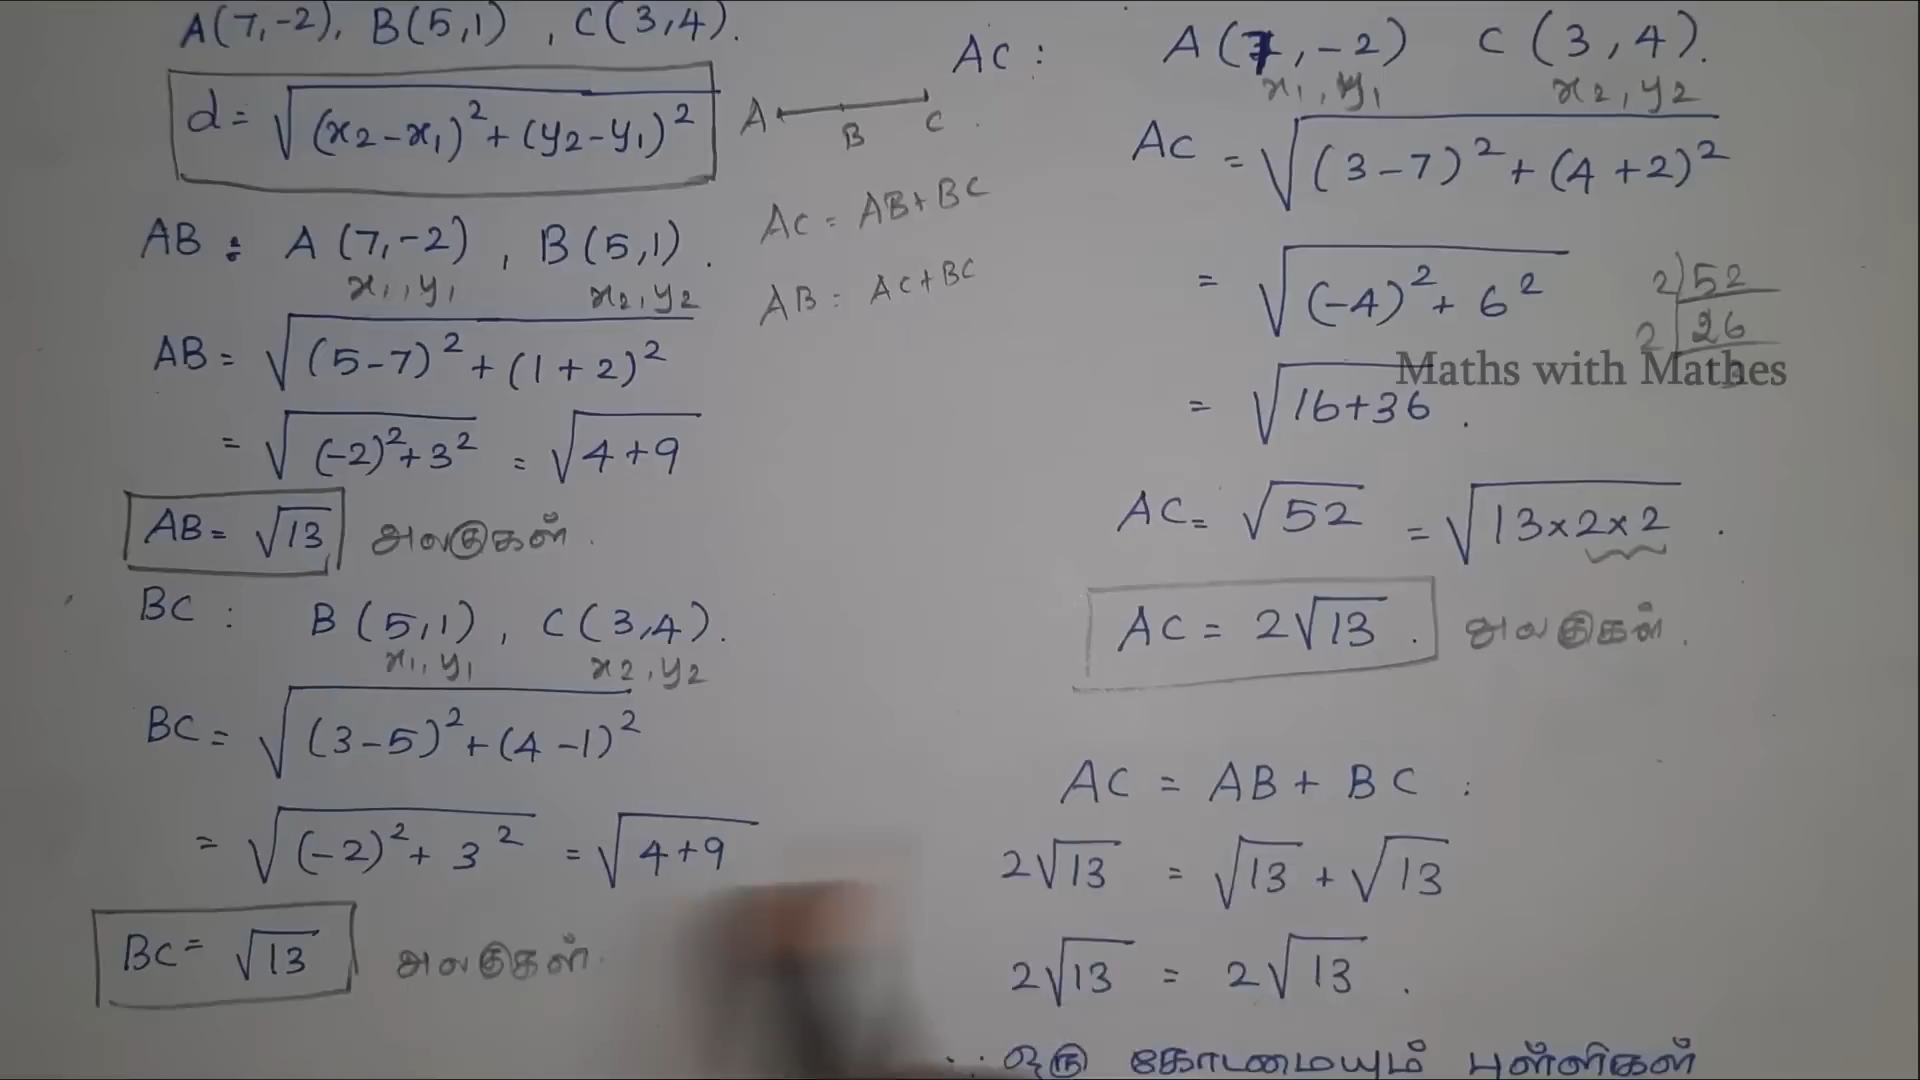 A(7,-2), B(5,1) , C(3,4).
d = √(x2-x1)²+(y2-y1)²
A B C
AC = AB+BC
AB = AC+BC
AB : A(7,-2) , B(5,1).
x1,y1 x2,y2
AB = √(5-7)²+(1+2)²
= √(-2)²+3² = √4+9
AB = √13 அலகுகள்.
BC : B(5,1), C(3,4).
x1,y1 x2,y2
BC = √(3-5)²+(4-1)²
= √(-2)²+3² = √4+9
BC = √13 அலகுகள்.
AC : A(7,-2) C(3,4).
x1,y1 x2,y2
AC = √(3-7)²+(4+2)²
= √(-4)²+6²
2)52
2 26
Maths with Mathes
= √16+36.
AC = √52 = √13×2×2.
AC = 2√13. அலகுகள்.
AC = AB + BC :
2√13 = √13 + √13
2√13 = 2√13.
∴ ஒரு கோடமையும் புள்ளிகள்